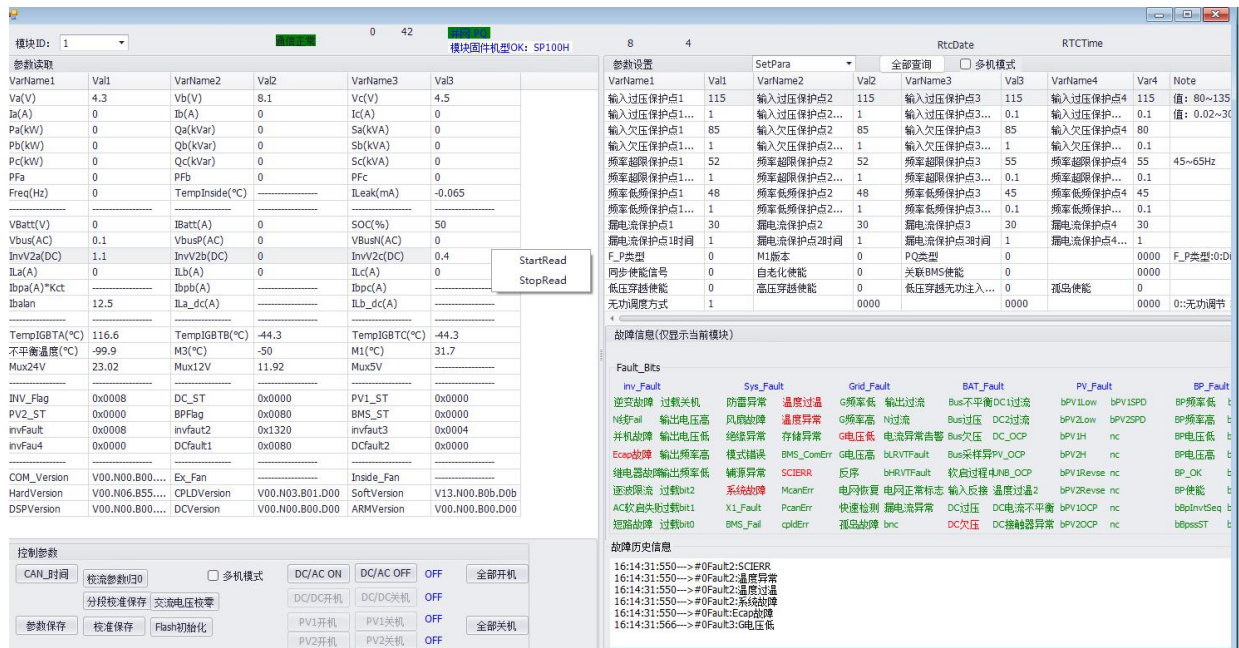 0 42 并网 PQ
模块ID: 1 通信正常 模块固件机型OK: SP100H 8 4 RtcDate RTCTime
参数读取
VarName1 Val1 VarName2 Val2 VarName3 Val3
Va(V) 4.3 Vb(V) 8.1 Vc(V) 4.5
Ia(A) 0 Ib(A) 0 Ic(A) 0
Pa(kW) 0 Qa(kVar) 0 Sa(kVA) 0
Pb(kW) 0 Qb(kVar) 0 Sb(kVA) 0
Pc(kW) 0 Qc(kVar) 0 Sc(kVA) 0
PFa 0 PFb 0 PFc 0
Freq(Hz) 0 TempInside(℃) ------------------ ILeak(mA) -0.065
VBatt(V) 0 IBatt(A) 0 SOC(%) 50
Vbus(AC) 0.1 VbusP(AC) 0 VBusN(AC) 0
InvV2a(DC) 1.1 InvV2b(DC) 0 InvV2c(DC) 0.4
ILa(A) 0 ILb(A) 0 ILc(A) 0
Ibpa(A)*Kct ------------------ Ibpb(A) ------------------ Ibpc(A) ------------------
Ibalan 12.5 ILa_dc(A) ------------------ ILb_dc(A) ------------------
TempIGBTA(℃) 116.6 TempIGBTB(℃) -44.3 TempIGBTC(℃) -44.3
不平衡温度(℃) -99.9 M3(℃) -50 M1(℃) 31.7
Mux24V 23.02 Mux12V 11.92 Mux5V ------------------
INV_Flag 0x0008 DC_ST 0x0000 PV1_ST 0x0000
PV2_ST 0x0000 BPFlag 0x0080 BMS_ST 0x0000
invFault 0x0008 invfaut2 0x1320 invfaut3 0x0004
invFau4 0x0000 DCfault1 0x0080 DCfault2 0x0000
COM_Version V00.N00.B00.... Ex_Fan ------------------ Inside_Fan ------------------
HardVersion V00.N06.B55.... CPLDVersion V00.N03.B01.D00 SoftVersion V13.N00.B0b.D0b
DSPVersion V00.N00.B00.... DCVersion V00.N00.B00.D00 ARMVersion V00.N00.B00.D00
StartRead
StopRead
控制参数
CAN_时间 校流参数归0 多机模式 DC/AC ON DC/AC OFF OFF 全部开机
分段校准保存 交流电压校零 DC/DC开机 DC/DC关机 OFF
参数保存 校准保存 Flash初始化 PV1开机 PV1关机 OFF 全部关机
PV2开机 PV2关机 OFF
参数设置 SetPara 全部查询 多机模式
VarName1 Val1 VarName2 Val2 VarName3 Val3 VarName4 Var4 Note
输入过压保护点1 115 输入过压保护点2 115 输入过压保护点3 115 输入过压保护点4 115 值: 80~135
输入过压保护点1... 1 输入过压保护点2... 1 输入过压保护点3... 0.1 输入过压保护... 0.1 值: 0.02~30
输入欠压保护点1 85 输入欠压保护点2 85 输入欠压保护点3 85 输入欠压保护点4 80
输入欠压保护点1... 1 输入欠压保护点2... 1 输入欠压保护点3... 1 输入欠压保护... 0.1
频率超限保护点1 52 频率超限保护点2 52 频率超限保护点3 55 频率超限保护点4 55 45~65Hz
频率超限保护点1... 1 频率超限保护点2... 1 频率超限保护点3... 0.1 频率超限保护... 0.1
频率低频保护点1 48 频率低频保护点2 48 频率低频保护点3 45 频率低频保护点4 45
频率低频保护点1... 1 频率低频保护点2... 1 频率低频保护点3... 0.1 频率低频保护... 0.1
漏电流保护点1 30 漏电流保护点2 30 漏电流保护点3 30 漏电流保护点4 30
漏电流保护点1时间 1 漏电流保护点2时间 1 漏电流保护点3时间 1 漏电流保护点4... 1
F_P类型 0 M1版本 0 PQ类型 0 0000 F_P类型:0:Di
同步使能信号 0 自老化使能 0 关联BMS使能 0 0000
低压穿越使能 0 高压穿越使能 0 低压穿越无功注入... 0 孤岛使能 0
无功调度方式 1 0000 0000 0000 0::无功调节
故障信息(仅显示当前模块)
Fault_Bits
inv_Fault Sys_Fault Grid_Fault BAT_Fault PV_Fault BP_Fault
逆变故障 过载关机 防雷异常 温度过温 G频率低 输出过流 Bus不平衡 DC1过流 bPV1Low bPV1SPD BP频率低
N线Fail 输出电压高 风扇故障 温度异常 G频率高 N过流 Bus过压 DC2过流 bPV2Low bPV2SPD BP频率高
并机故障 输出电压低 绝缘异常 存储异常 G电压低 电流异常告警 Bus欠压 DC_OCP bPV1H nc BP电压低
Ecap故障 输出频率高 模式错误 BMS_ComErr G电压高 bLRVTFault Bus采样异 PV_OCP bPV2H nc BP电压高
继电器故障 输出频率低 辅源异常 SCIERR 反序 bHRVTFault 软启过程中 UNB_OCP bPV1Revse nc BP_OK
逐波限流 过载bit2 系统故障 McanErr 电网恢复 电网正常标志 输入反接 温度过温2 bPV2Revse nc BP使能
AC软启失败 过载bit1 X1_Fault PcanErr 快速检测 漏电流异常 DC过压 DC电流不平衡 bPV1OCP nc bBpInvtSeq
短路故障 过载bit0 BMS_Fail cpldErr 孤岛故障 bnc DC欠压 DC接触器异常 bPV2OCP nc bBpssST
故障历史信息
16:14:31:550--->#0Fault2:SCIERR
16:14:31:550--->#0Fault2:温度异常
16:14:31:550--->#0Fault2:温度过温
16:14:31:550--->#0Fault2:系统故障
16:14:31:550--->#0Fault:Ecap故障
16:14:31:566--->#0Fault3:G电压低